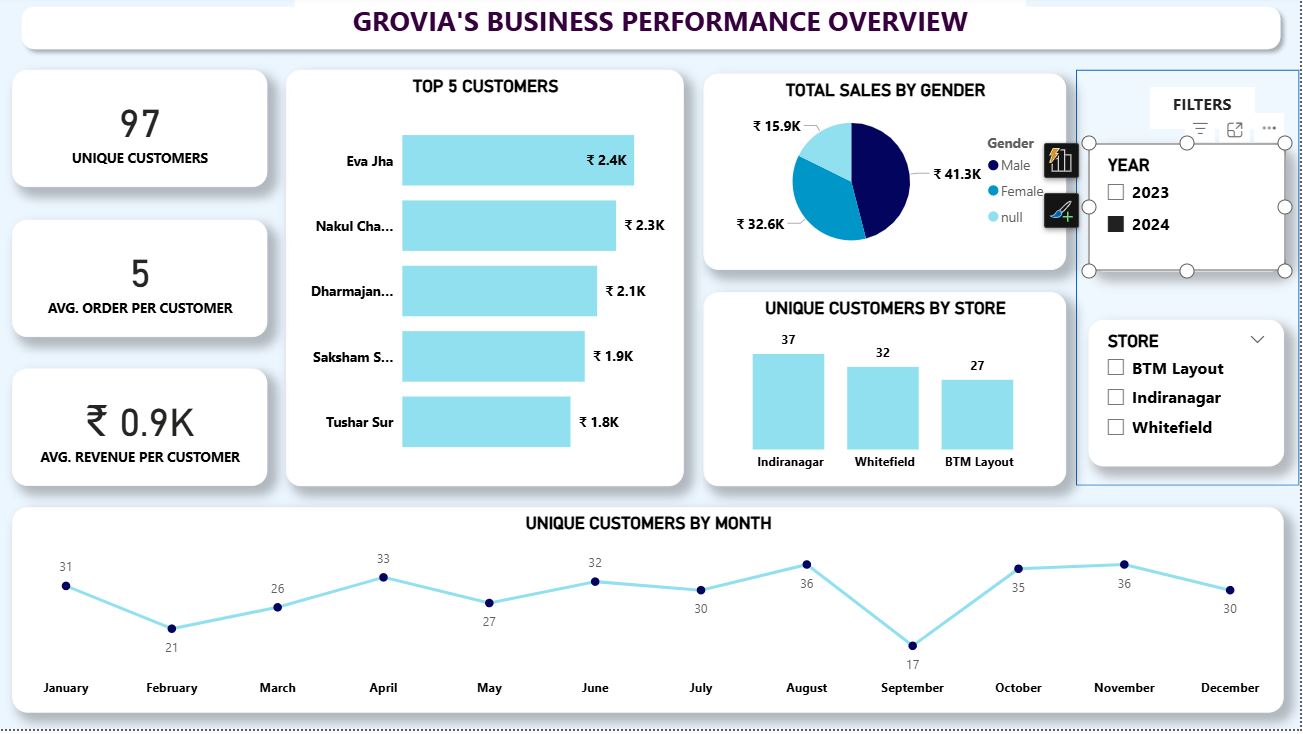 GROVIA'S BUSINESS PERFORMANCE OVERVIEW
97
UNIQUE CUSTOMERS
5
AVG. ORDER PER CUSTOMER
₹ 0.9K
AVG. REVENUE PER CUSTOMER
TOP 5 CUSTOMERS
Eva Jha ₹ 2.4K
Nakul Cha... ₹ 2.3K
Dharmajan... ₹ 2.1K
Saksham S... ₹ 1.9K
Tushar Sur ₹ 1.8K
TOTAL SALES BY GENDER
₹ 15.9K
₹ 41.3K
₹ 32.6K
Gender
Male
Female
null
UNIQUE CUSTOMERS BY STORE
37 32 27
Indiranagar Whitefield BTM Layout
FILTERS
YEAR
2023
2024
STORE
BTM Layout
Indiranagar
Whitefield
UNIQUE CUSTOMERS BY MONTH
31 21 26 33 27 32 30 36 17 35 36 30
January February March April May June July August September October November December